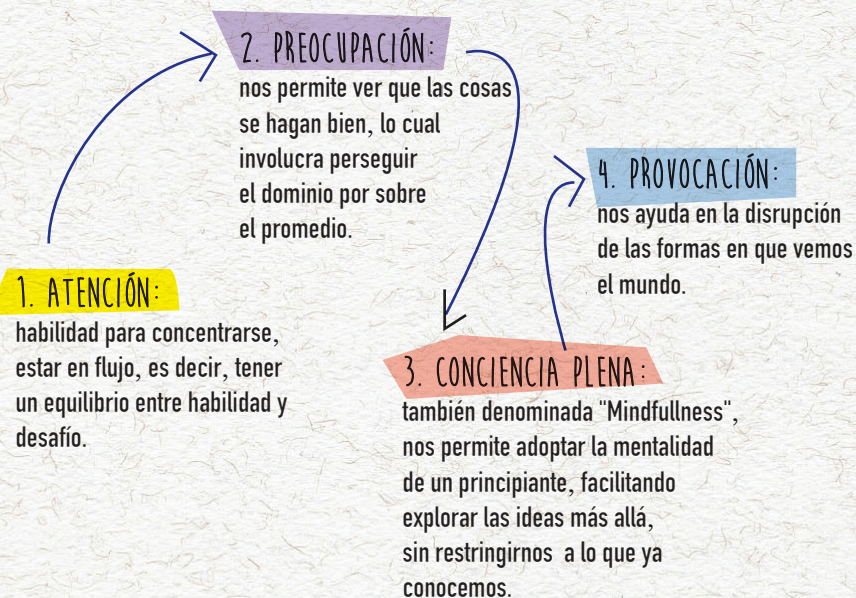 1. ATENCIÓN:
habilidad para concentrarse,
estar en flujo, es decir, tener
un equilibrio entre habilidad y
desafío.
2. PREOCUPACIÓN:
nos permite ver que las cosas
se hagan bien, lo cual
involucra perseguir
el dominio por sobre
el promedio.
3. CONCIENCIA PLENA:
también denominada "Mindfullness",
nos permite adoptar la mentalidad
de un principiante, facilitando
explorar las ideas más allá,
sin restringirnos a lo que ya
conocemos.
4. PROVOCACIÓN:
nos ayuda en la disrupción
de las formas en que vemos
el mundo.